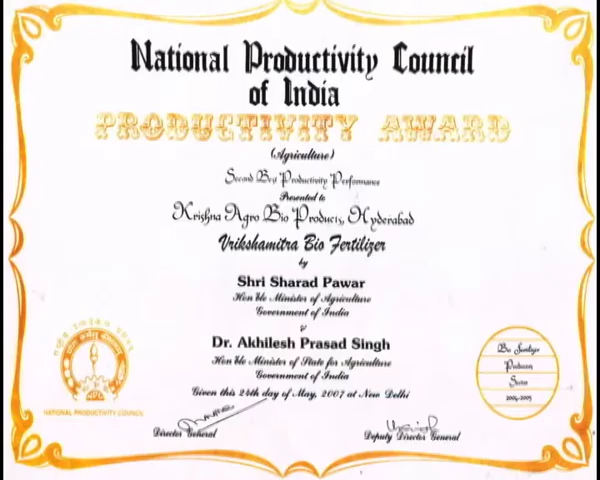 National Productivity Council
of India
PRODUCTIVITY AWARD
(Agriculture)
Second Best Productivity Performance
Presented to
Krishna Agro Bio Products, Hyderabad
Vrikshamitra Bio Fertilizer
by
Shri Sharad Pawar
Hon'ble Minister of Agriculture
Government of India
&
Dr. Akhilesh Prasad Singh
Hon'ble Minister of State for Agriculture
Government of India
Given this 24th day of May, 2007 at New Delhi
Director General
Deputy Director General
NPC
NATIONAL PRODUCTIVITY COUNCIL
Bio
Sector
2004-2005